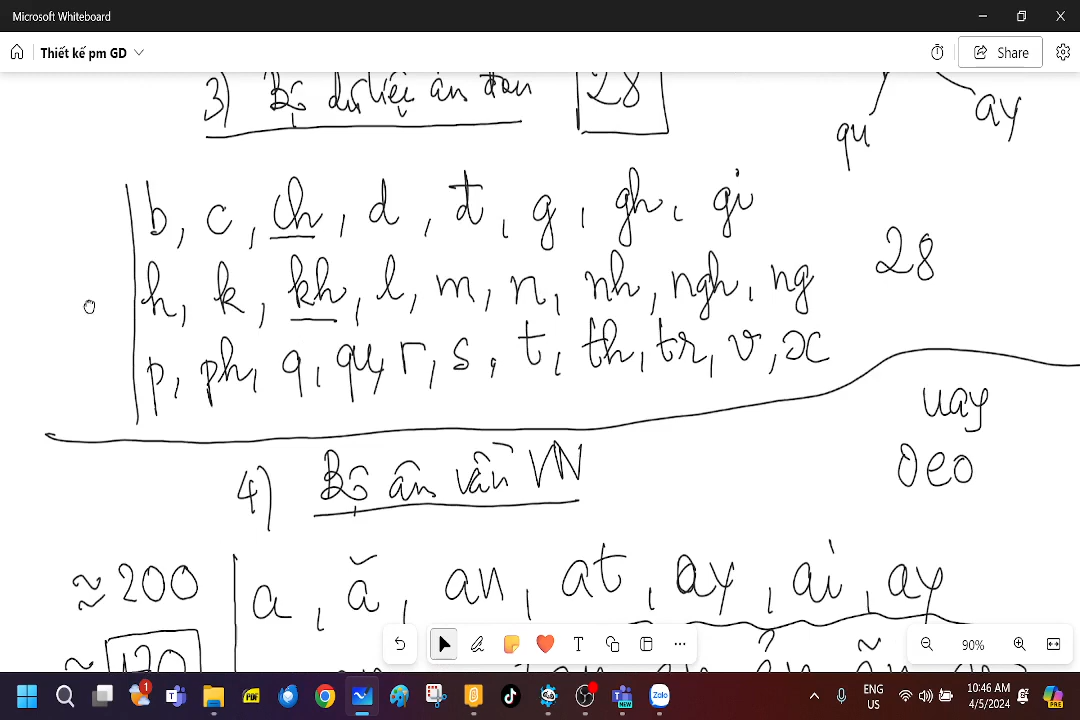 Microsoft Whiteboard
Thiết kế pm GD
Share
3) Bộ dữ liệu âm đơn 28
qu
ay
b, c, ch, d, đ, g, gh, gi
h, k, kh, l, m, n, nh, ngh, ng
28
p, ph, q, qu, r, s, t, th, tr, v, x
uay
oeo
4) Bộ âm vần VN
≈ 200
a, ă, an, at, ay, ai, ay
90%
ENG
US
10:46 AM
4/5/2024